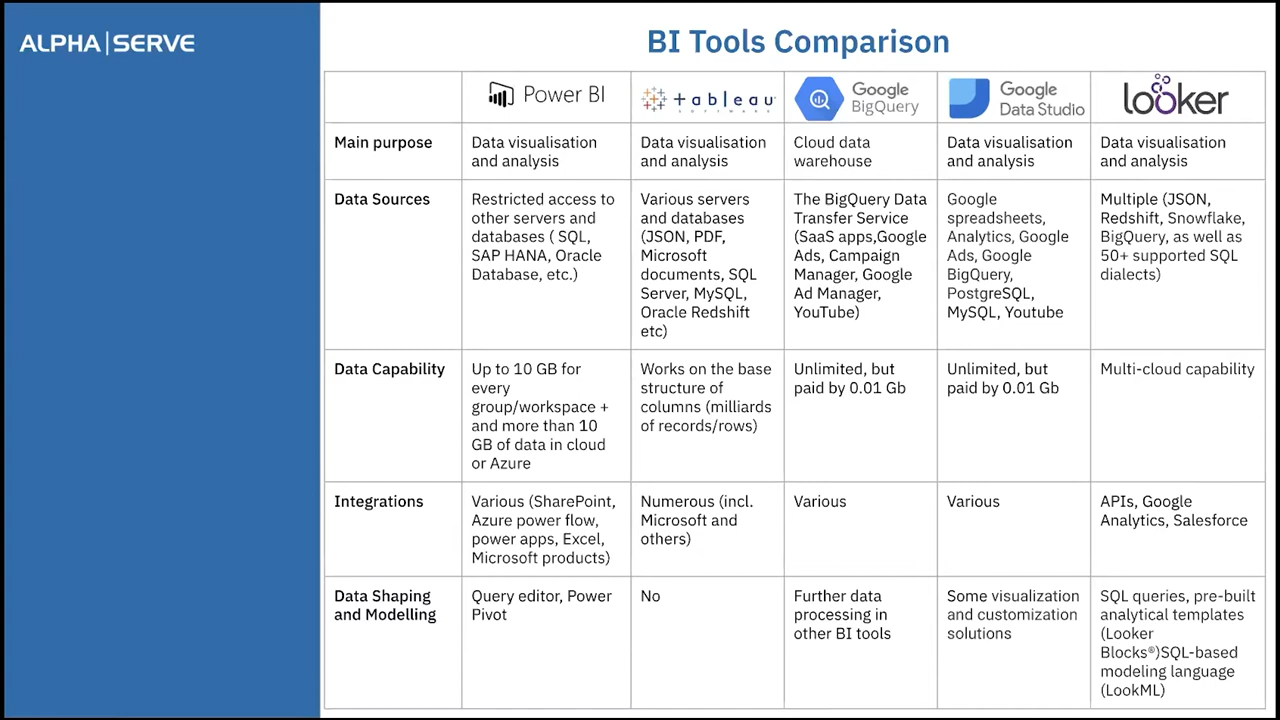 ALPHA|SERVE
BI Tools Comparison
Power BI
+ableau
SOFTWARE
Google
BigQuery
Google
Data Studio
looker
Main purpose
Data visualisation
and analysis
Data visualisation
and analysis
Cloud data
warehouse
Data visualisation
and analysis
Data visualisation
and analysis
Data Sources
Restricted access to
other servers and
databases ( SQL,
SAP HANA, Oracle
Database, etc.)
Various servers
and databases
(JSON, PDF,
Microsoft
documents, SQL
Server, MySQL,
Oracle Redshift
etc)
The BigQuery Data
Transfer Service
(SaaS apps,Google
Ads, Campaign
Manager, Google
Ad Manager,
YouTube)
Google
spreadsheets,
Analytics, Google
Ads, Google
BigQuery,
PostgreSQL,
MySQL, Youtube
Multiple (JSON,
Redshift, Snowflake,
BigQuery, as well as
50+ supported SQL
dialects)
Data Capability
Up to 10 GB for
every
group/workspace +
and more than 10
GB of data in cloud
or Azure
Works on the base
structure of
columns (milliards
of records/rows)
Unlimited, but
paid by 0.01 Gb
Unlimited, but
paid by 0.01 Gb
Multi-cloud capability
Integrations
Various (SharePoint,
Azure power flow,
power apps, Excel,
Microsoft products)
Numerous (incl.
Microsoft and
others)
Various
Various
APIs, Google
Analytics, Salesforce
Data Shaping
and Modelling
Query editor, Power
Pivot
No
Further data
processing in
other BI tools
Some visualization
and customization
solutions
SQL queries, pre-built
analytical templates
(Looker
Blocks®)SQL-based
modeling language
(LookML)